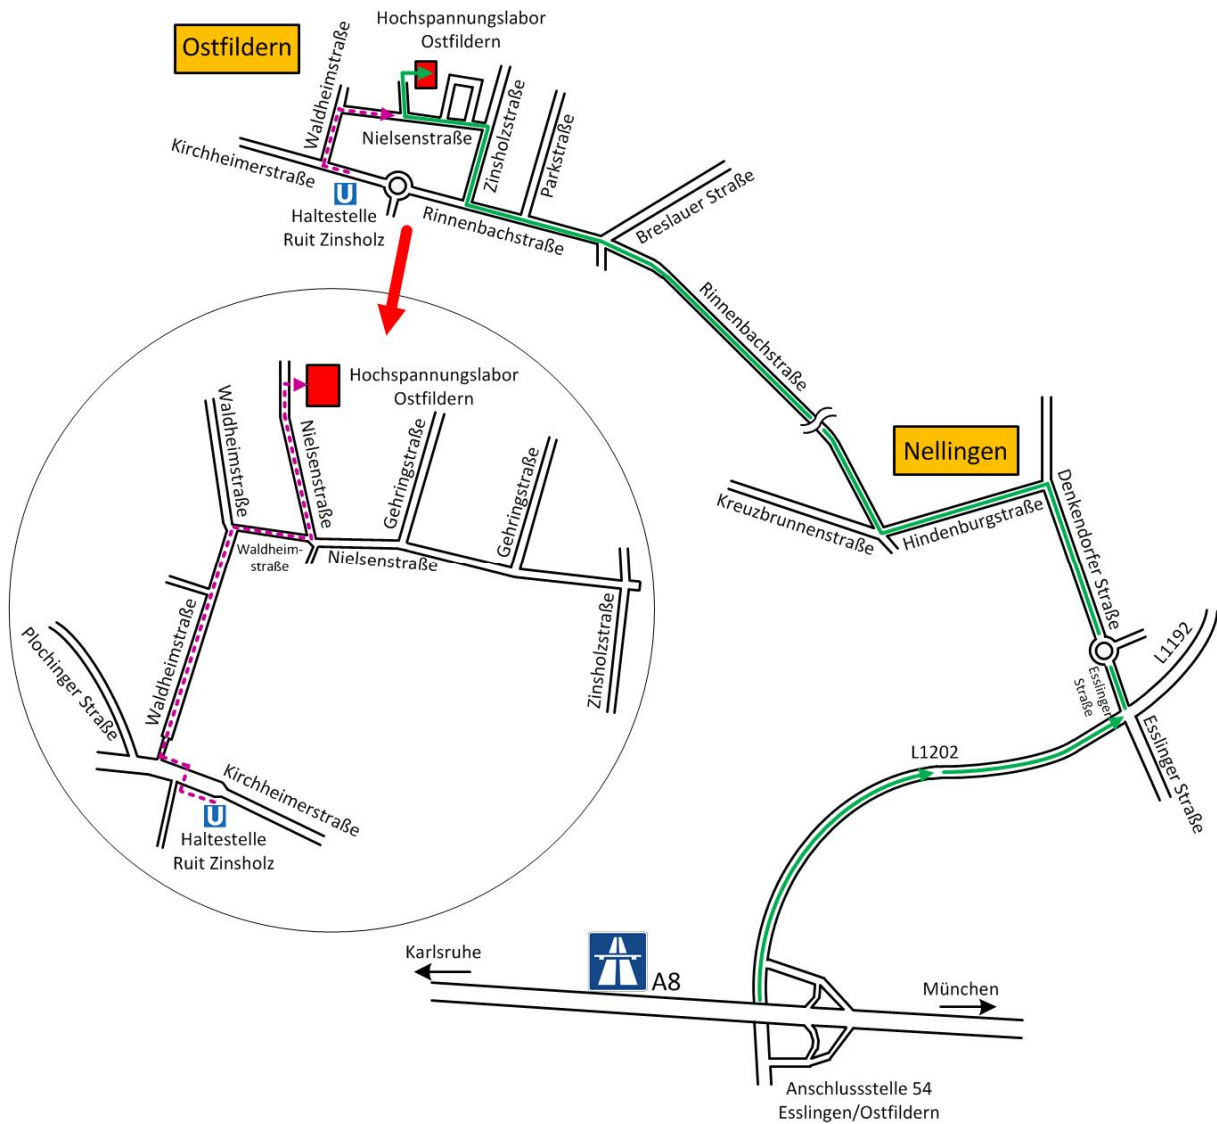 Ostfildern
Hochspannungslabor
Ostfildern
Waldheimstraße
Nielsenstraße
Zinsholzstraße
Parkstraße
Kirchheimerstraße
U
Haltestelle
Ruit Zinsholz
Rinnenbachstraße
Breslauer Straße
Rinnenbachstraße
Hochspannungslabor
Ostfildern
Waldheimstraße
Nielsenstraße
Gehringstraße
Gehringstraße
Waldheim-
straße
Nielsenstraße
Zinsholzstraße
Waldheimstraße
Plochinger Straße
Kirchheimerstraße
U
Haltestelle
Ruit Zinsholz
Nellingen
Kreuzbrunnenstraße
Hindenburgstraße
Denkendorfer Straße
L1192
Esslinger
Straße
Esslinger Straße
L1202
Karlsruhe
A8
München
Anschlussstelle 54
Esslingen/Ostfildern